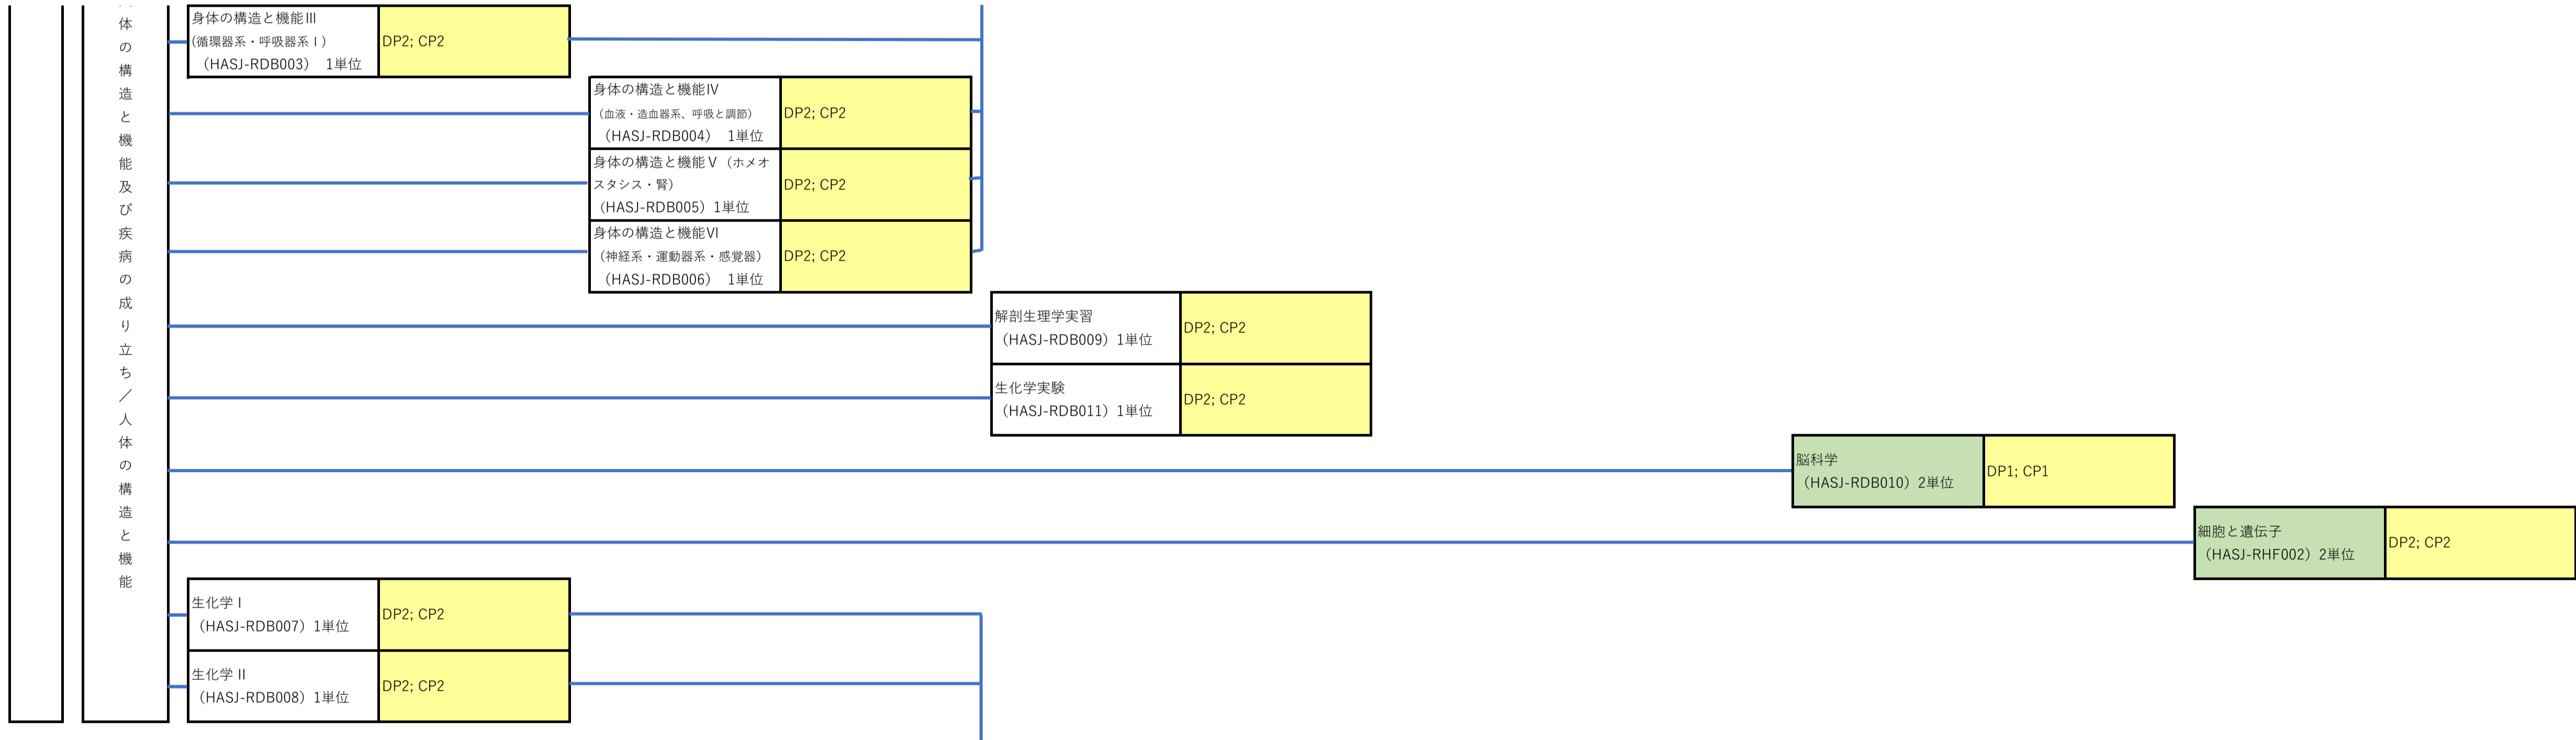 体の構造と機能及び疾病の成り立ち／人体の構造と機能
身体の構造と機能Ⅲ
(循環器系・呼吸器系Ⅰ)
（HASJ-RDB003） 1単位
DP2; CP2
身体の構造と機能Ⅳ
（血液・造血器系、呼吸と調節）
（HASJ-RDB004） 1単位
DP2; CP2
身体の構造と機能Ⅴ（ホメオ
スタシス・腎）
（HASJ-RDB005）1単位
DP2; CP2
身体の構造と機能Ⅵ
（神経系・運動器系・感覚器）
（HASJ-RDB006） 1単位
DP2; CP2
解剖生理学実習
（HASJ-RDB009）1単位
DP2; CP2
生化学実験
（HASJ-RDB011）1単位
DP2; CP2
脳科学
（HASJ-RDB010）2単位
DP1; CP1
細胞と遺伝子
（HASJ-RHF002）2単位
DP2; CP2
生化学Ⅰ
（HASJ-RDB007）1単位
DP2; CP2
生化学Ⅱ
（HASJ-RDB008）1単位
DP2; CP2